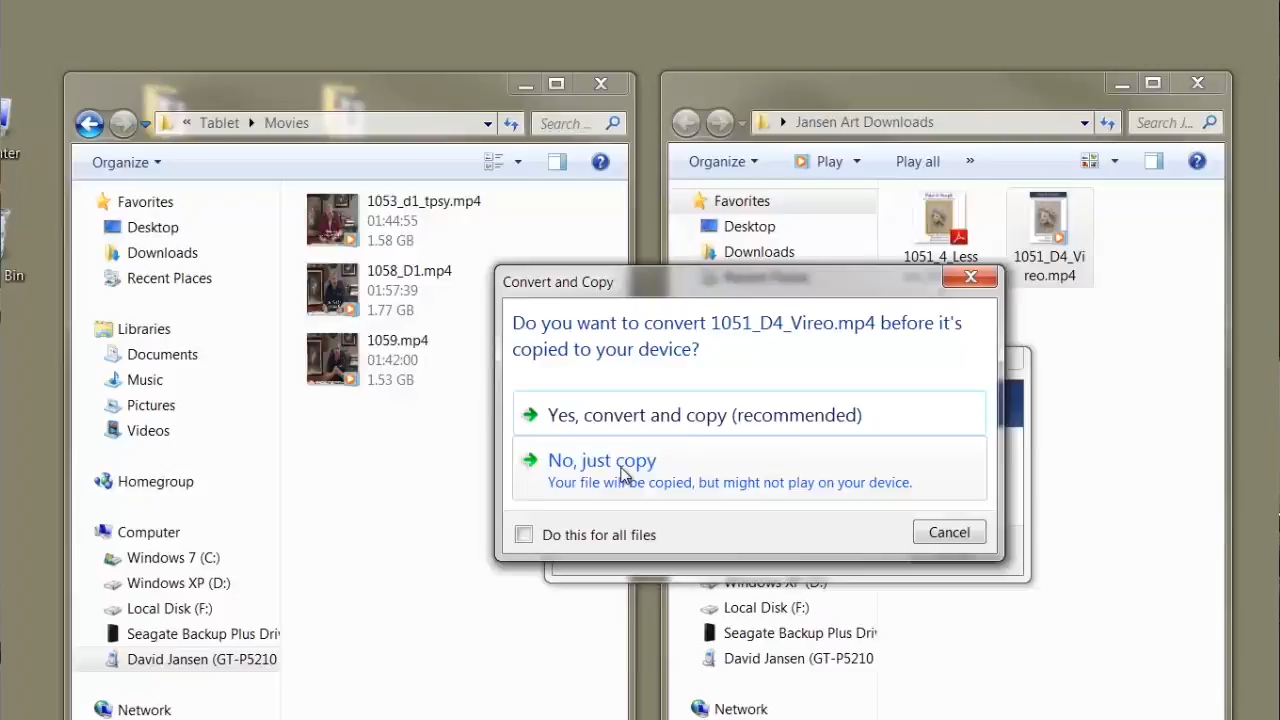 ter
Bin
« Tablet Movies
Search ...
Organize
Favorites
Desktop
Downloads
Recent Places
Libraries
Documents
Music
Pictures
Videos
Homegroup
Computer
Windows 7 (C:)
Windows XP (D:)
Local Disk (F:)
Seagate Backup Plus Dri
David Jansen (GT-P5210
Network
1053_d1_tpsy.mp4
01:44:55
1.58 GB
1058_D1.mp4
01:57:39
1.77 GB
1059.mp4
01:42:00
1.53 GB
Jansen Art Downloads
Search J...
Organize
Play
Play all
»
Favorites
Desktop
Downloads
Recent Places
1051_4_Less
1051_D4_Vi
reo.mp4
Convert and Copy
Do you want to convert 1051_D4_Vireo.mp4 before it's
copied to your device?
Yes, convert and copy (recommended)
No, just copy
Your file will be copied, but might not play on your device.
Do this for all files
Cancel
Windows XP (D:)
Local Disk (F:)
Seagate Backup Plus Driv
David Jansen (GT-P5210
Network